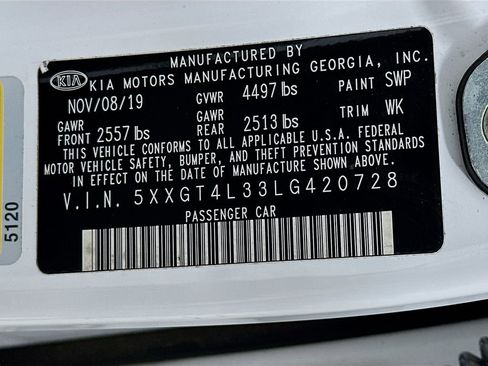 MANUFACTURED BY
KIA KIA MOTORS MANUFACTURING GEORGIA, INC.
NOV/08/19 GVWR 4497 lbs PAINT SWP
GAWR FRONT 2557 lbs GAWR REAR 2513 lbs TRIM WK
THIS VEHICLE CONFORMS TO ALL APPLICABLE U.S.A. FEDERAL
MOTOR VEHICLE SAFETY, BUMPER, AND THEFT PREVENTION STANDARDS
IN EFFECT ON THE DATE OF MANUFACTURE SHOWN ABOVE.
V.I.N. 5XXGT4L33LG420728
PASSENGER CAR
5120